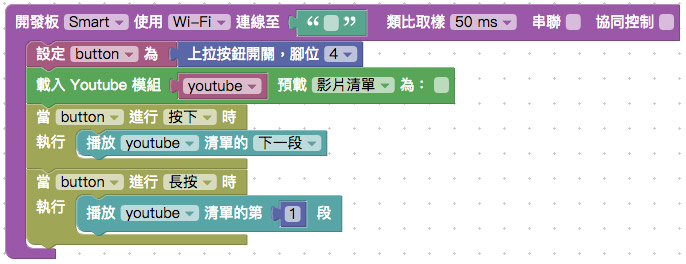 開發板 Smart 使用 Wi-Fi 連線至 “ ” 類比取樣 50 ms 串聯 協同控制
設定 button 為 上拉按鈕開關，腳位 4
載入 Youtube 模組 youtube 預載 影片清單 為：
當 button 進行 按下 時
執行 播放 youtube 清單的 下一段
當 button 進行 長按 時
執行 播放 youtube 清單的第 1 段